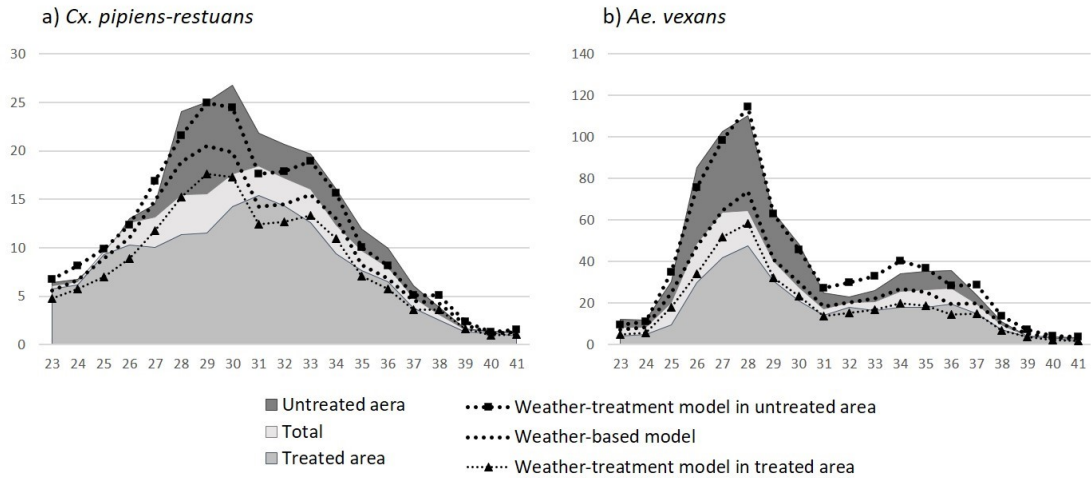 a) Cx. pipiens-restuans
b) Ae. vexans
30
25
20
15
10
5
0
23 24 25 26 27 28 29 30 31 32 33 34 35 36 37 38 39 40 41
140
120
100
80
60
40
20
0
23 24 25 26 27 28 29 30 31 32 33 34 35 36 37 38 39 40 41
Untreated aera
Total
Treated area
Weather-treatment model in untreated area
Weather-based model
Weather-treatment model in treated area